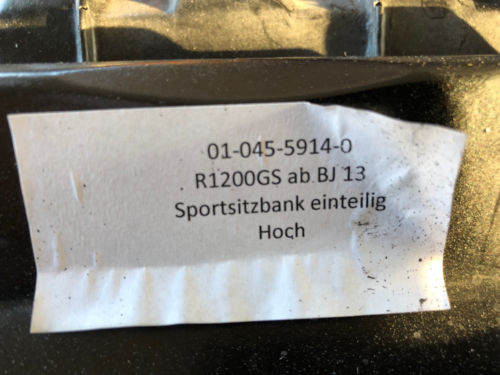 01-045-5914-0
R1200GS ab BJ 13
Sportsitzbank einteilig
Hoch